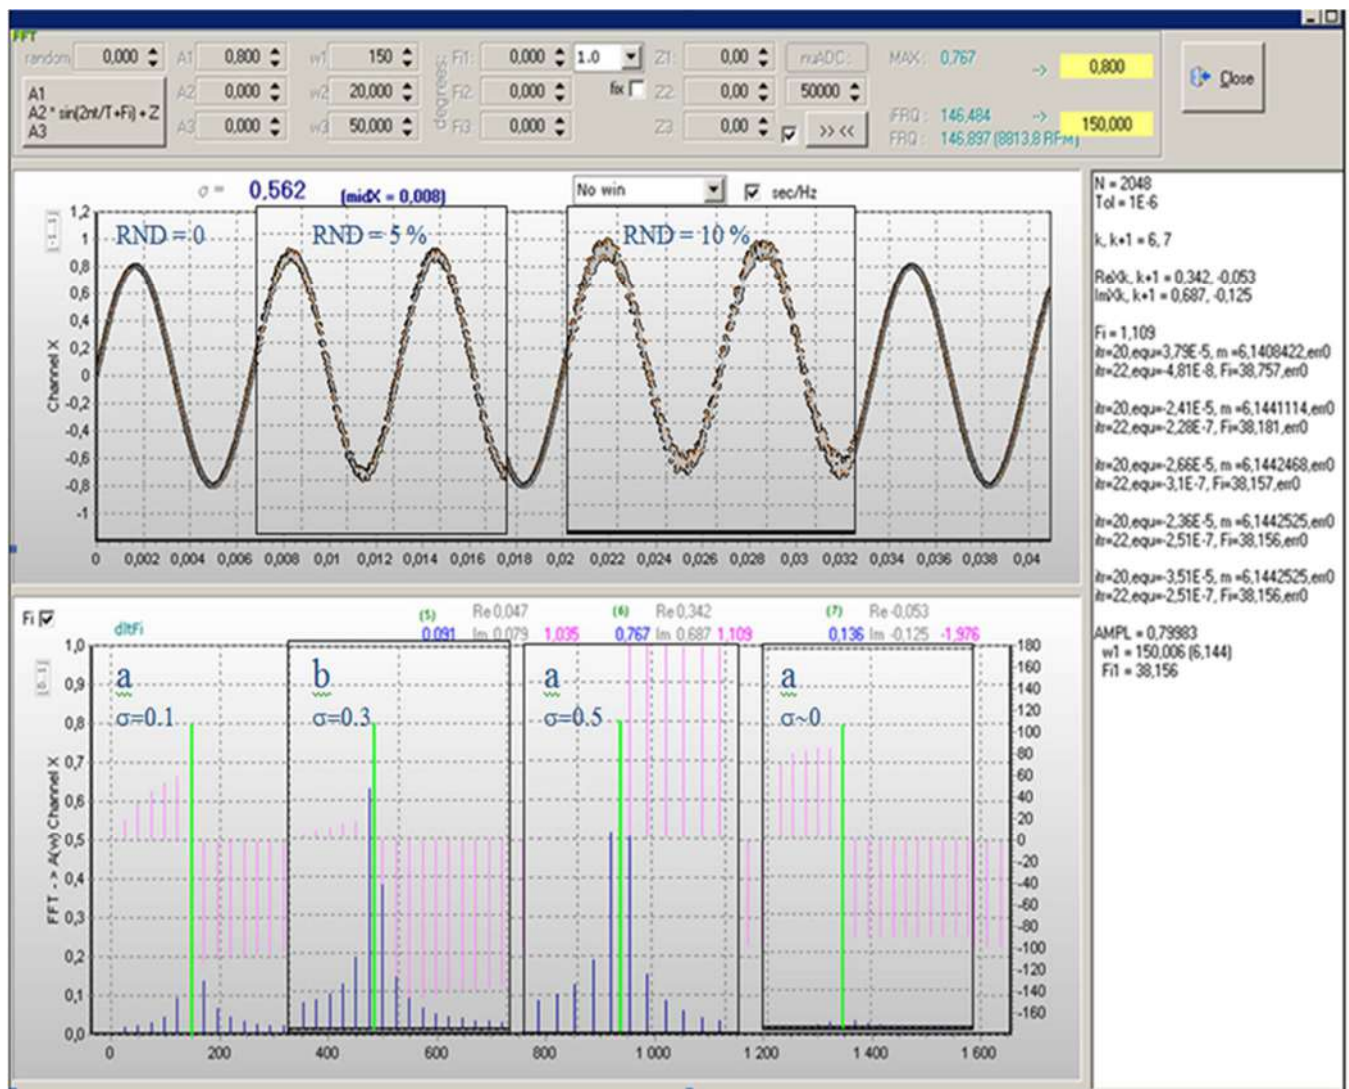 FFT
random 0,000 A1 0,800 w1 150 degrees: Fi1: 0,000 1.0 Z1: 0,00 nuADC: MAX: 0,767 -> 0,800 Close
A1
A2 * sin(2пt/T+Fi) + Z
A3
A2 0,000 w2 20,000 Fi2: 0,000 fix Z2: 0,00 50000
A3 0,000 w3 50,000 Fi3: 0,000 Z3 0,00 >> <<
iFRQ: 146,484 -> 150,000
FRQ: 146,897 (8813,8 RPM)
σ = 0,562 (midX = 0,008) No win sec/Hz
[-1..1]
Channel X
1,2
0,8
0,6
0,4
0,2
0
-0,2
-0,4
-0,6
-0,8
-1
RND = 0 RND = 5 % RND = 10 %
0 0,002 0,004 0,006 0,008 0,01 0,012 0,014 0,016 0,018 0,02 0,022 0,024 0,026 0,028 0,03 0,032 0,034 0,036 0,038 0,04
Fi dltFi
(5) Re 0,047 (6) Re 0,342 (7) Re -0,053
0,091 Im 0,079 1,035 0,767 Im 0,687 1,109 0,136 Im -0,125 -1,976
[0..1]
FFT -> A(w) Channel X
1,0
0,9
0,8
0,7
0,6
0,5
0,4
0,3
0,2
0,1
0,0
a b a a
σ=0.1 σ=0.3 σ=0.5 σ~0
180
160
140
120
100
80
60
40
20
0
-20
-40
-60
-80
-100
-120
-140
-160
0 200 400 600 800 1 000 1 200 1 400 1 600
N = 2048
Tol = 1E-6
k, k+1 = 6, 7
ReXk, k+1 = 0,342, -0,053
ImXk, k+1 = 0,687, -0,125
Fi = 1,109
itr=20,equ=3,79E-5, m =6,1408422,err0
itr=22,equ=-4,81E-8, Fi=38,757,err0
itr=20,equ=-2,41E-5, m =6,1441114,err0
itr=22,equ=-2,28E-7, Fi=38,181,err0
itr=20,equ=-2,66E-5, m =6,1442468,err0
itr=22,equ=-3,1E-7, Fi=38,157,err0
itr=20,equ=-2,36E-5, m =6,1442525,err0
itr=22,equ=-2,51E-7, Fi=38,156,err0
itr=20,equ=-3,51E-5, m =6,1442525,err0
itr=22,equ=-2,51E-7, Fi=38,156,err0
AMPL = 0,79983
w1 = 150,006 (6,144)
Fi1 = 38,156